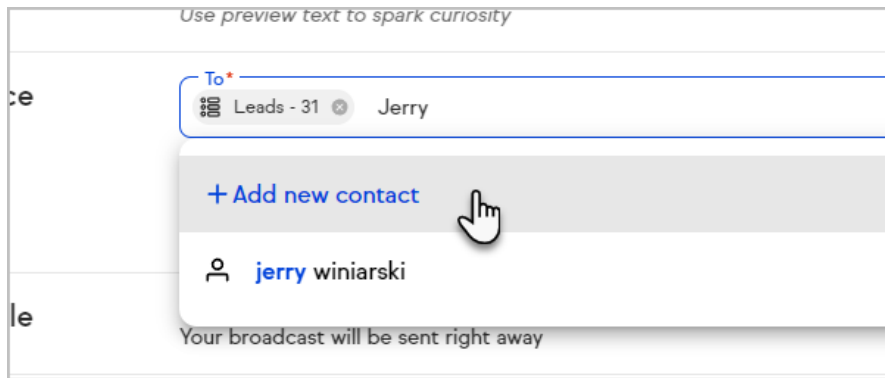 Use preview text to spark curiosity
To*
ce
Leads - 31 Jerry
+ Add new contact
jerry winiarski
le
Your broadcast will be sent right away